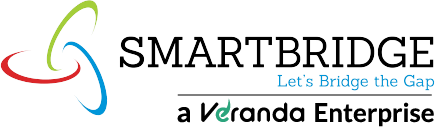 SMARTBRIDGE
Let's Bridge the Gap
a Veranda Enterprise